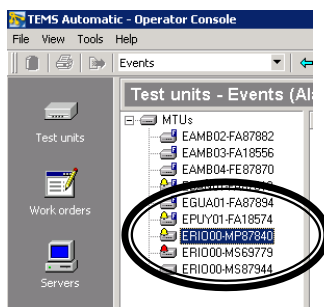 TEMS Automatic - Operator Console
File View Tools Help
Events
Test units - Events (Al
MTUs
EAMB02-FA87882
EAMB03-FA18556
EAMB04-FE87870
EGUA01-FA87894
EPUY01-FA18574
ERIO00-MP87840
ERIO00-MS69779
ERIO00-MS87944
Test units
Work orders
Servers